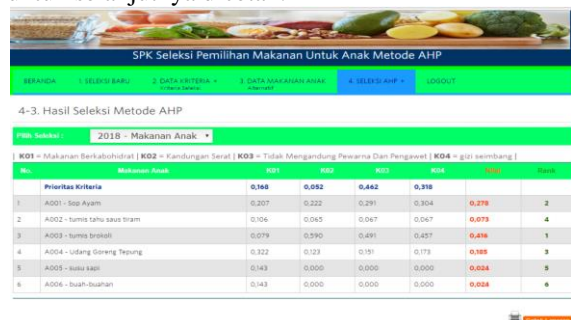 SPK Seleksi Pemilihan Makanan Untuk Anak Metode AHP
BERANDA 1. SELEKSI BARU 2. DATA KRITERIA 3. DATA MAKANAN ANAK 4. SELEKSI AHP LOGOUT
Kriteria Seleksi Alternatif
4-3. Hasil Seleksi Metode AHP
Pilih Seleksi : 2018 - Makanan Anak
| K01 = Makanan Berkabohidrat | K02 = Kandungan Serat | K03 = Tidak Mengandung Pewarna Dan Pengawet | K04 = gizi seimbang |
No. Makanan Anak K01 K02 K03 K04 Nilai Rank
Prioritas Kriteria 0,168 0,052 0,462 0,318
1 A001 - Sop Ayam 0,207 0,222 0,291 0,304 0,278 2
2 A002 - tumis tahu saus tiram 0,106 0,065 0,067 0,067 0,073 4
3 A003 - tumis brokoli 0,079 0,590 0,491 0,457 0,416 1
4 A004 - Udang Goreng Tepung 0,322 0,123 0,151 0,173 0,185 3
5 A005 - susu sapi 0,143 0,000 0,000 0,000 0,024 5
6 A006 - buah-buahan 0,143 0,000 0,000 0,000 0,024 6